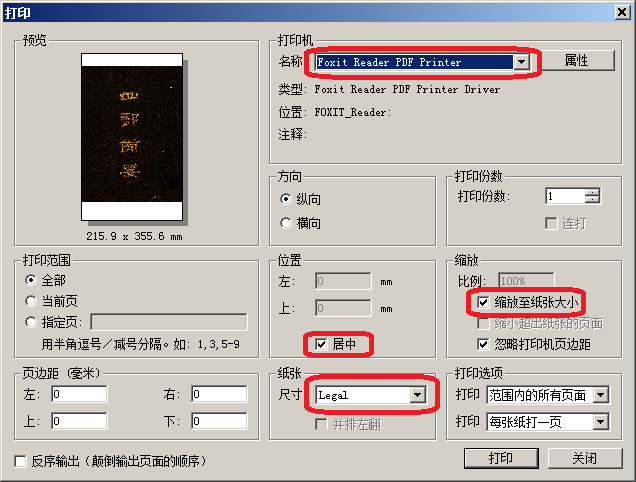 打印
预览
215.9 x 355.6 mm
打印机
名称
Foxit Reader PDF Printer
属性
类型: Foxit Reader PDF Printer Driver
位置: FOXIT_Reader:
注释:
方向
纵向
横向
打印份数
打印份数:
1
连打
打印范围
全部
当前页
指定页:
用半角逗号／减号分隔。如: 1,3,5-9
位置
左: 0 mm
上: 0 mm
居中
缩放
比例: 100%
缩放至纸张大小
缩小超出纸张的页面
忽略打印机页边距
页边距（毫米）
左: 0 右: 0
上: 0 下: 0
纸张
尺寸 Legal
并排左翻
打印选项
打印 范围内的所有页面
打印 每张纸打一页
反序输出（颠倒输出页面的顺序）
打印
关闭